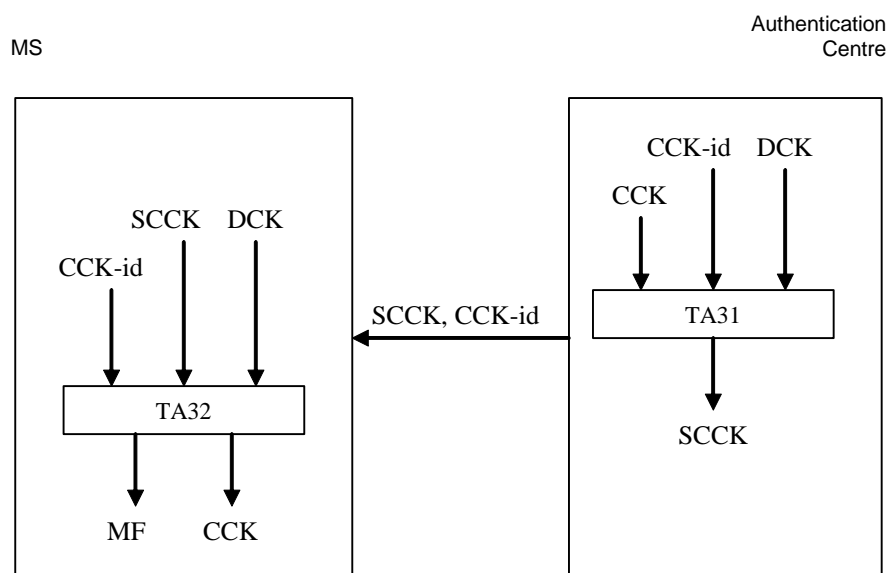 MS
Authentication
Centre
CCK-id DCK
CCK
SCCK DCK
CCK-id
SCCK, CCK-id
TA31
TA32
SCCK
MF CCK